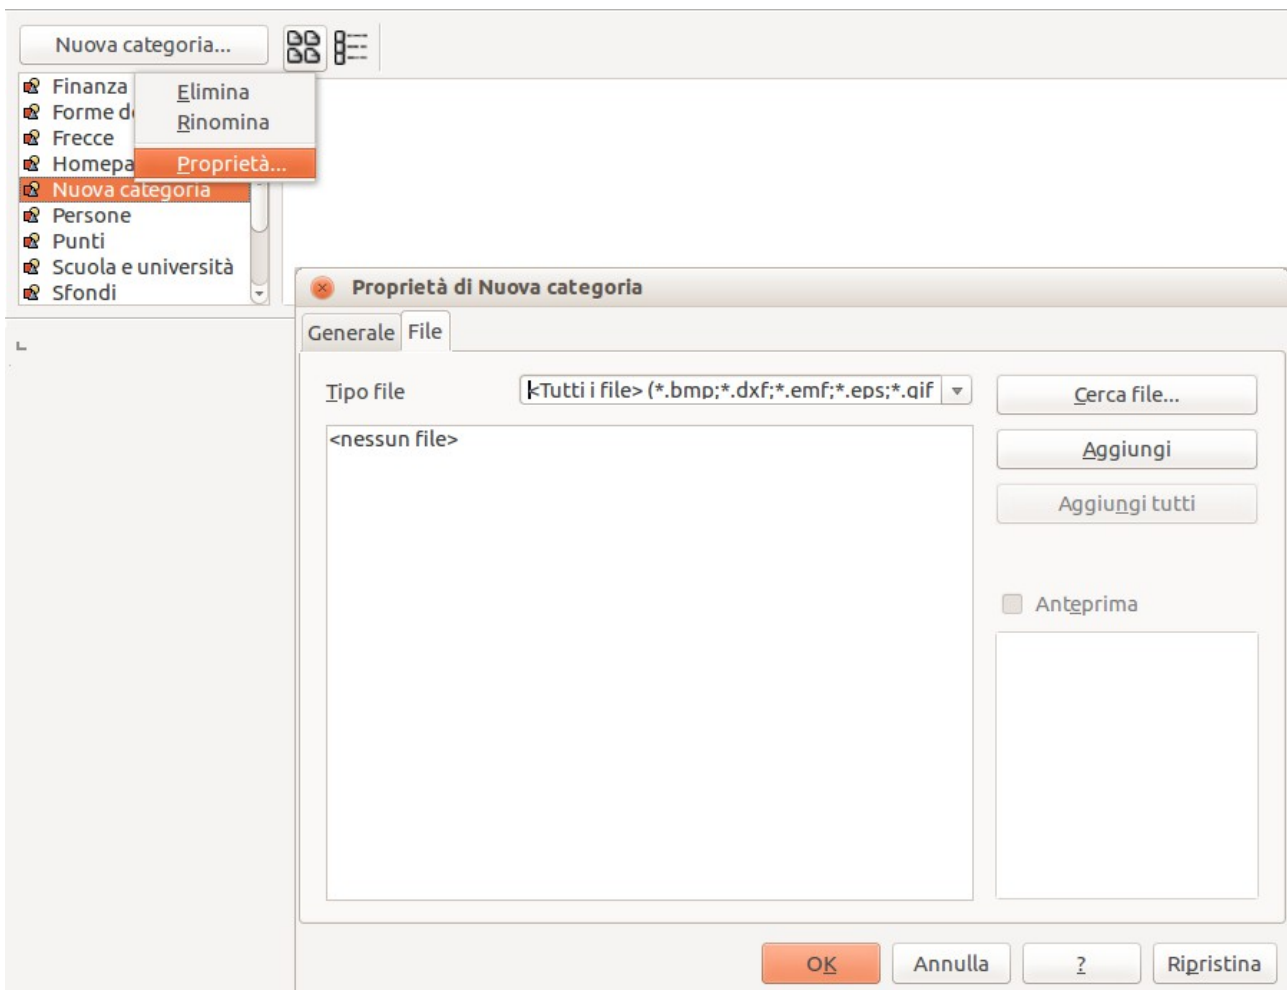 Nuova categoria...
Finanza
Elimina
Forme d
Rinomina
Frecce
Homepa
Proprietà...
Nuova categoria
Persone
Punti
Scuola e università
Sfondi
Proprietà di Nuova categoria
Generale File
Tipo file <Tutti i file> (*.bmp;*.dxf;*.emf;*.eps;*.gif Cerca file...
<nessun file>
Aggiungi
Aggiungi tutti
Anteprima
OK Annulla ? Ripristina